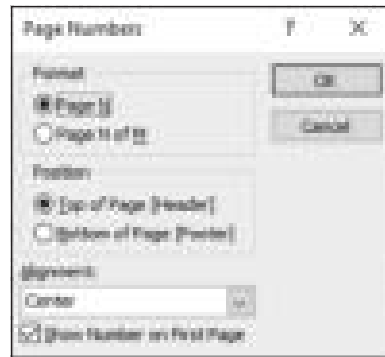 Page Numbers ? ×
Format
Page N
Page N of M
OK
Cancel
Position
Top of Page [Header]
Bottom of Page [Footer]
Alignment:
Center
Show Number on First Page